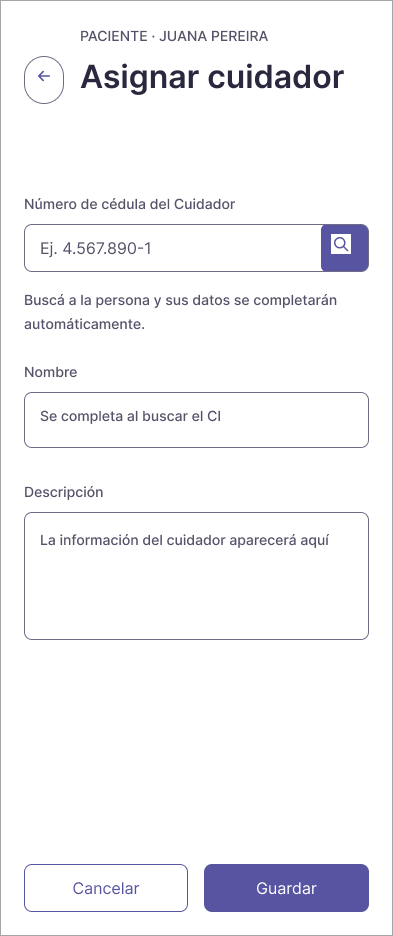 PACIENTE · JUANA PEREIRA
Asignar cuidador
Número de cédula del Cuidador
Ej. 4.567.890-1
Buscá a la persona y sus datos se completarán
automáticamente.
Nombre
Se completa al buscar el CI
Descripción
La información del cuidador aparecerá aquí
Cancelar
Guardar